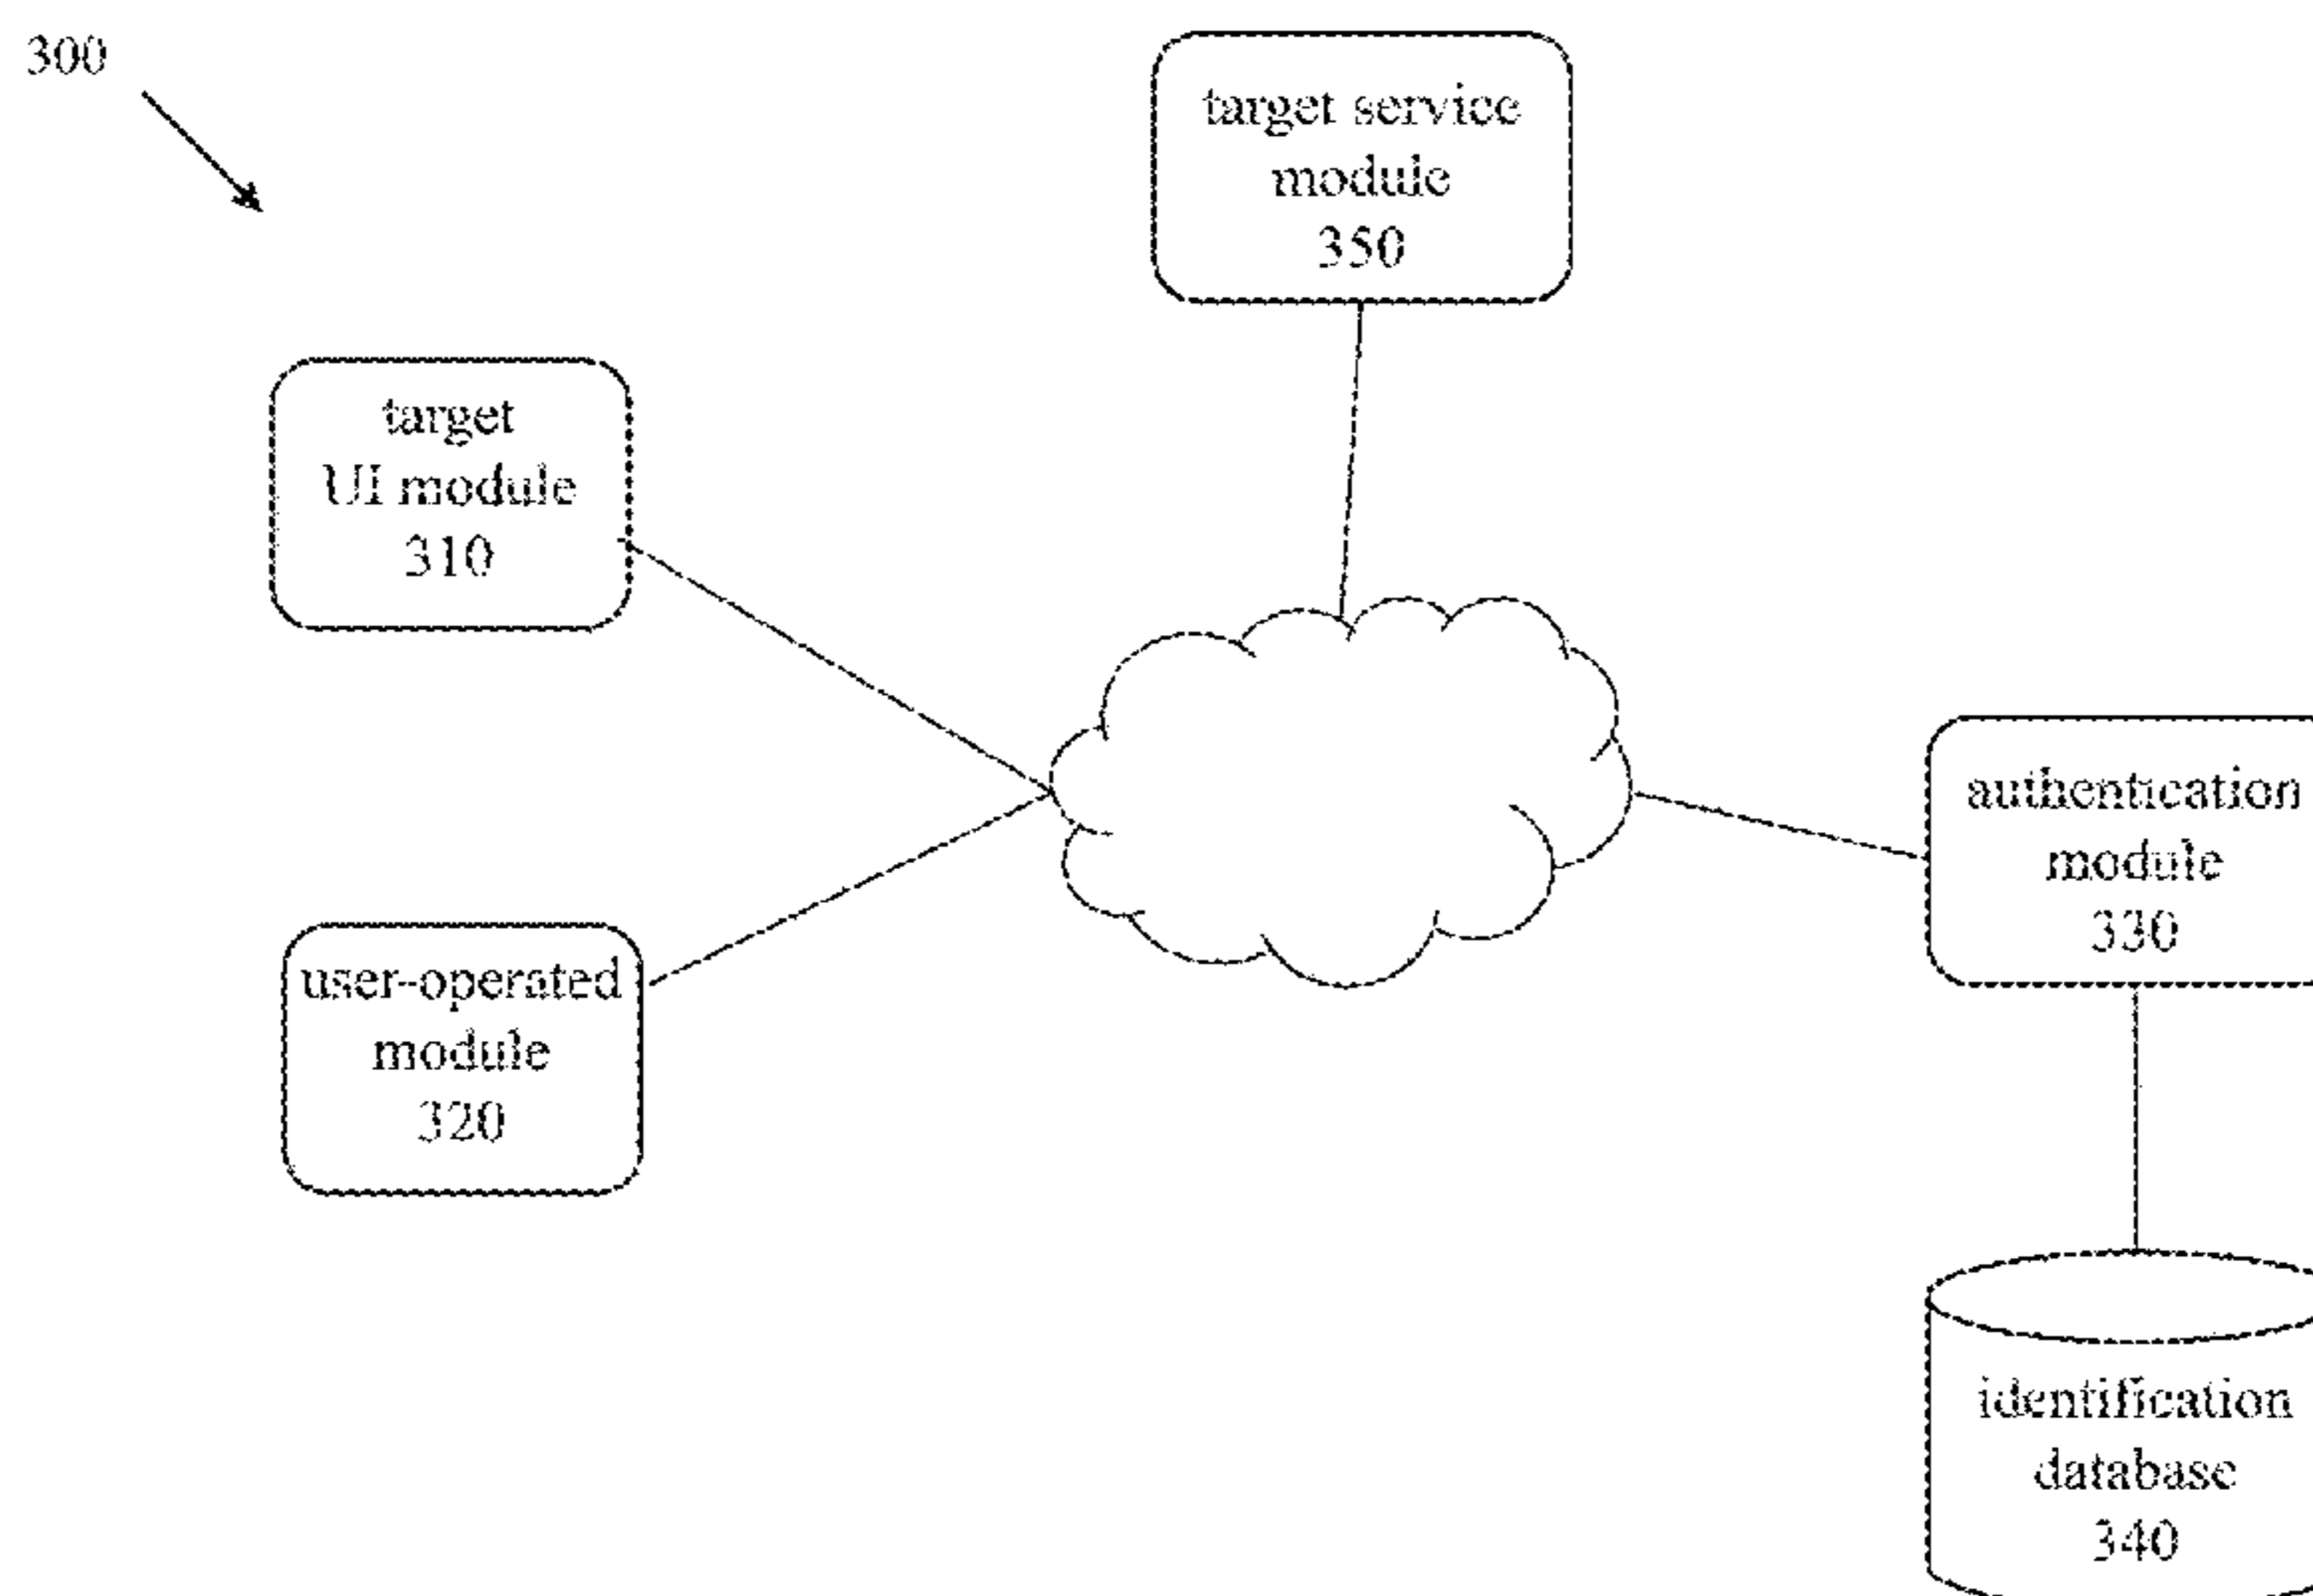 300
target service
module
350
target
UI module
310
user-operated
module
320
authentication
module
330
identification
database
340